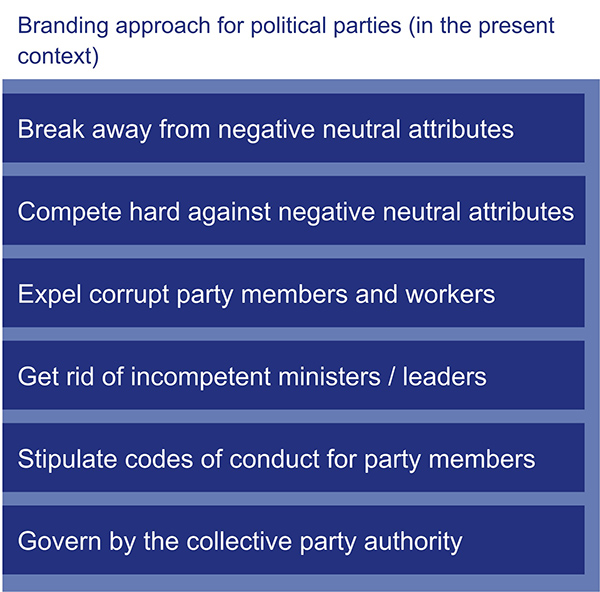 Branding approach for political parties (in the present
context)
Break away from negative neutral attributes
Compete hard against negative neutral attributes
Expel corrupt party members and workers
Get rid of incompetent ministers / leaders
Stipulate codes of conduct for party members
Govern by the collective party authority